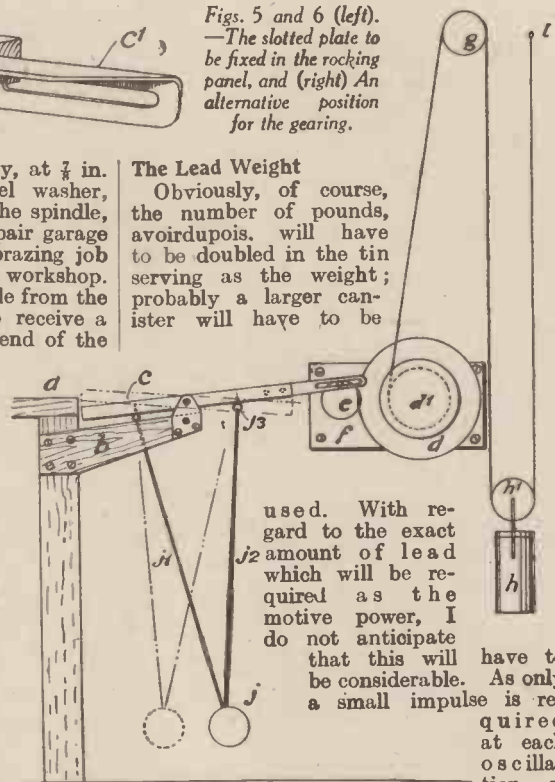 C1
Figs. 5 and 6 (left).
—The slotted plate to
be fixed in the rocking
panel, and (right) An
alternative position
for the gearing.
g
l
y, at 7/8 in.
el washer,
he spindle,
pair garage
razing job
workshop.
le from the
receive a
end of the
The Lead Weight
Obviously, of course,
the number of pounds,
avoirdupois, will have
to be doubled in the tin
serving as the weight;
probably a larger can-
ister will have to be
a
c
b
j3
e
f
d1
d
h1
h
j1
j2
j
used. With re-
gard to the exact
amount of lead
which will be re-
quired as the
motive power, I
do not anticipate
that this will
be considerable.
a small impulse is re-
have to
As only
quired
at each
oscilla-
tion